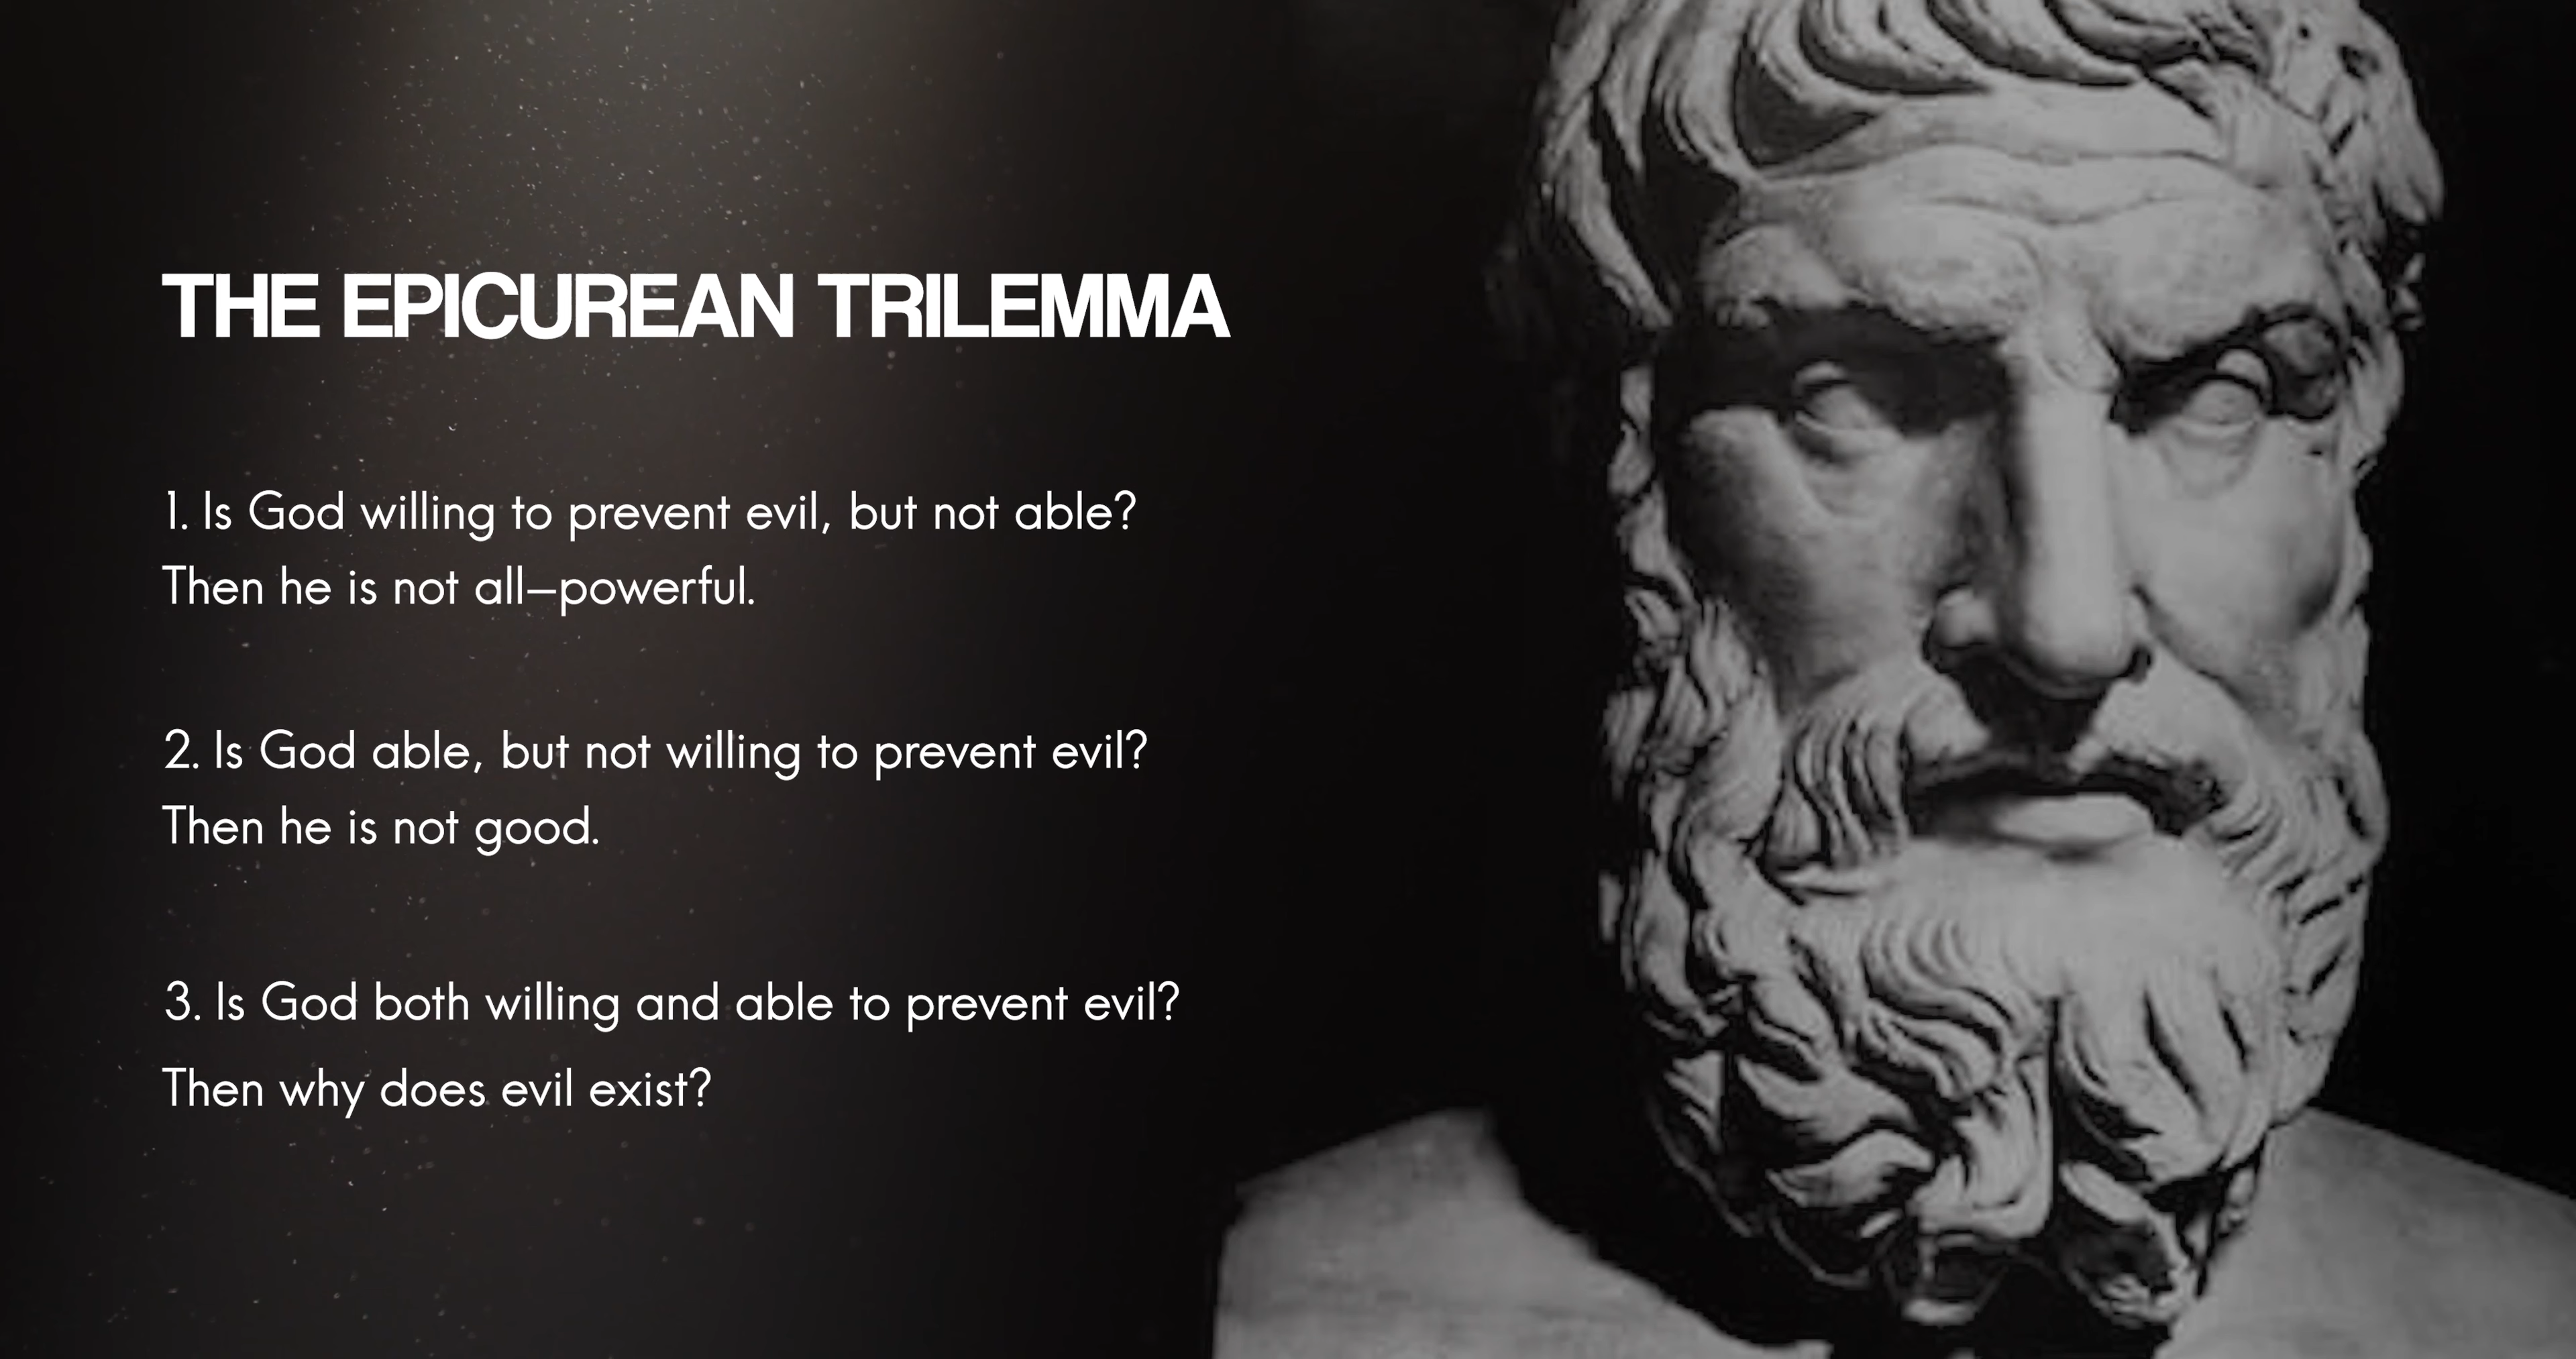 THE EPICUREAN TRILEMMA
1. Is God willing to prevent evil, but not able?
Then he is not all–powerful.
2. Is God able, but not willing to prevent evil?
Then he is not good.
3. Is God both willing and able to prevent evil?
Then why does evil exist?